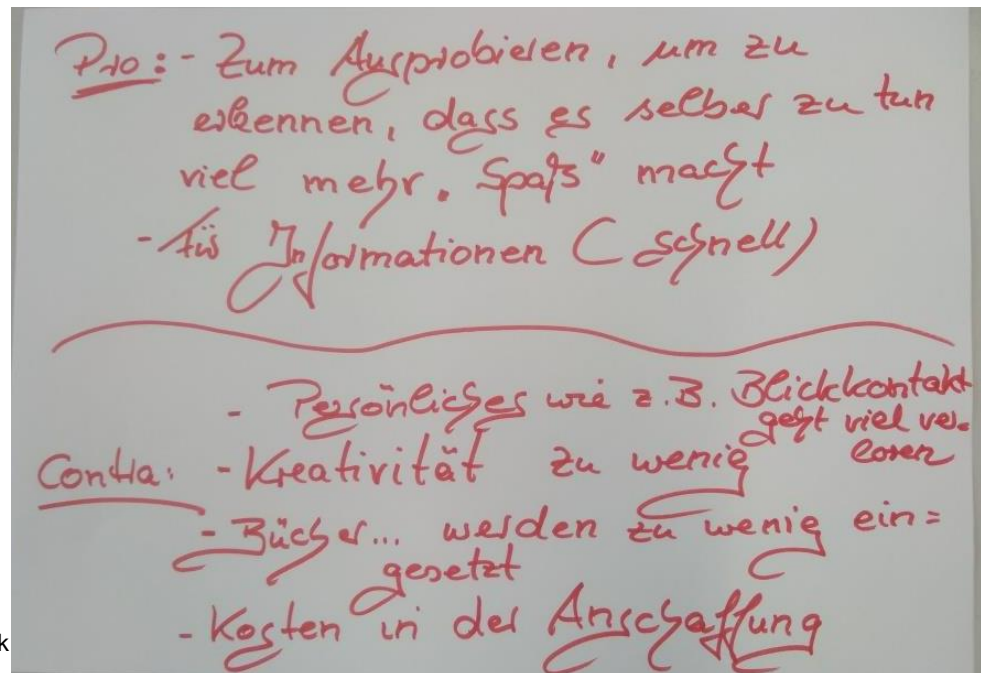 Pro: - Zum Ausprobieren, um zu
erkennen, dass es selber zu tun
viel mehr „Spaß" macht
- Für Informationen (schnell)
- Persönliches wie z.B. Blickkontakt
geht viel ver=
loren
Contra: - Kreativität zu wenig
- Bücher... werden zu wenig ein=
gesetzt
- Kosten in der Anschaffung
k